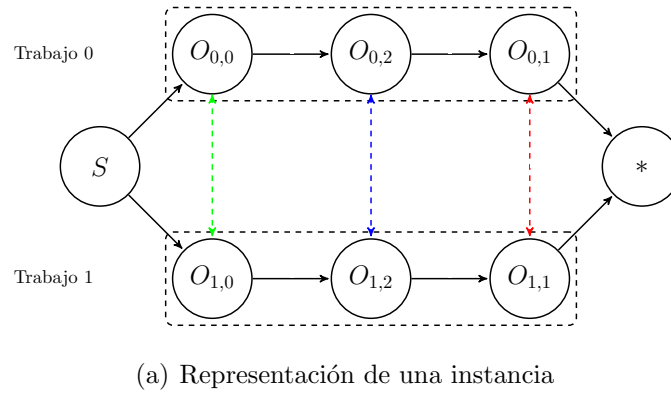 Trabajo 0
O0,0
O0,2
O0,1
S
*
Trabajo 1
O1,0
O1,2
O1,1
(a) Representación de una instancia